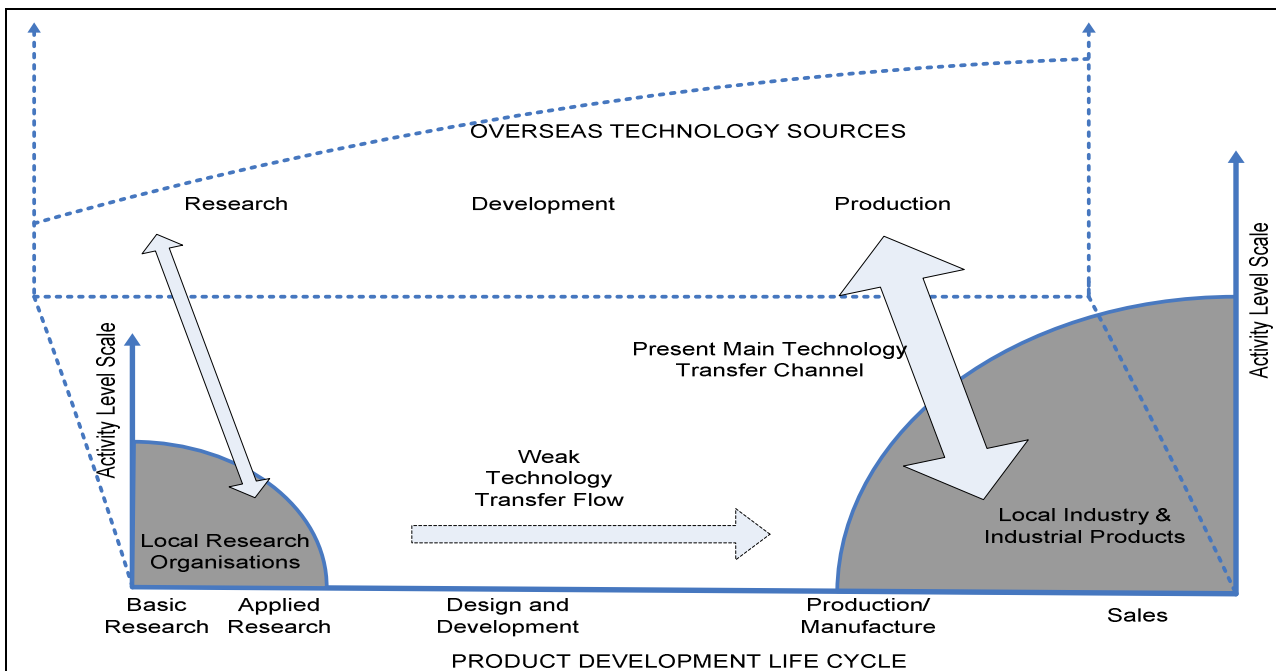 OVERSEAS TECHNOLOGY SOURCES
Research
Development
Production
Activity Level Scale
Activity Level Scale
Present Main Technology
Transfer Channel
Weak
Technology
Transfer Flow
Local Research
Organisations
Local Industry &
Industrial Products
Basic
Research
Applied
Research
Design and
Development
Production/
Manufacture
Sales
PRODUCT DEVELOPMENT LIFE CYCLE